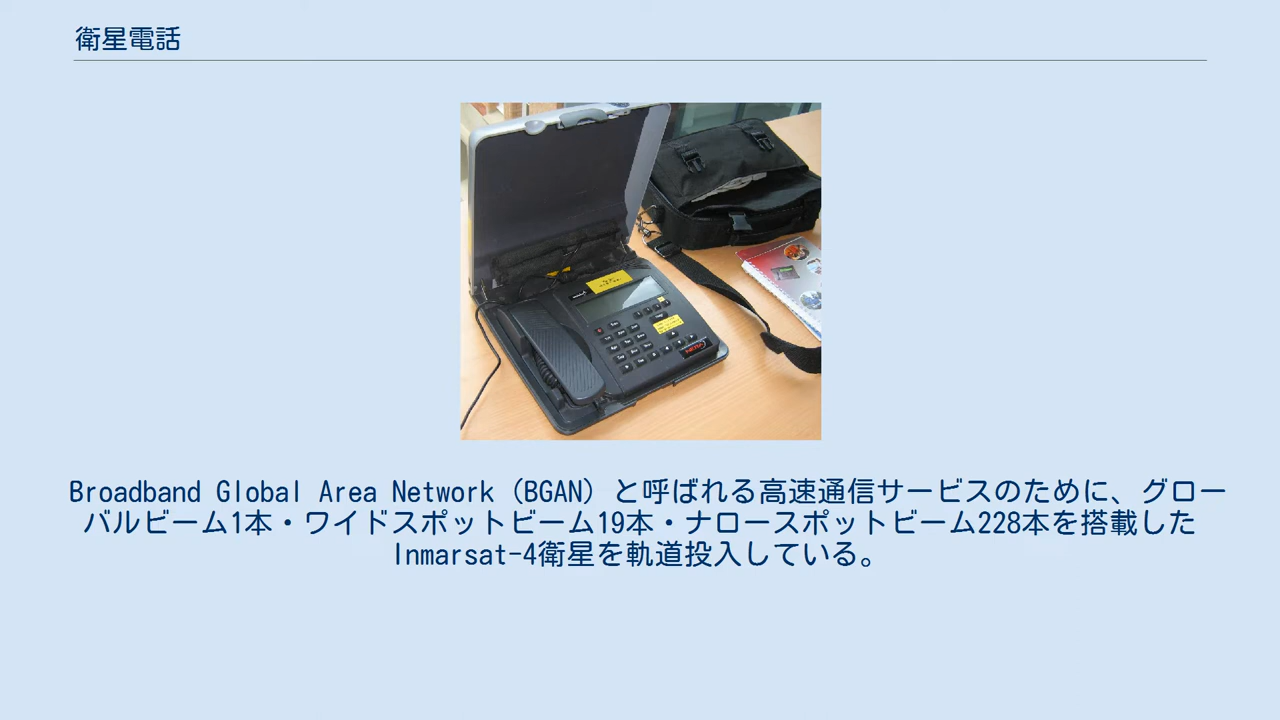 衛星電話
Broadband Global Area Network（BGAN）と呼ばれる高速通信サービスのために、グロー
バルビーム1本・ワイドスポットビーム19本・ナロースポットビーム228本を搭載した
Inmarsat-4衛星を軌道投入している。